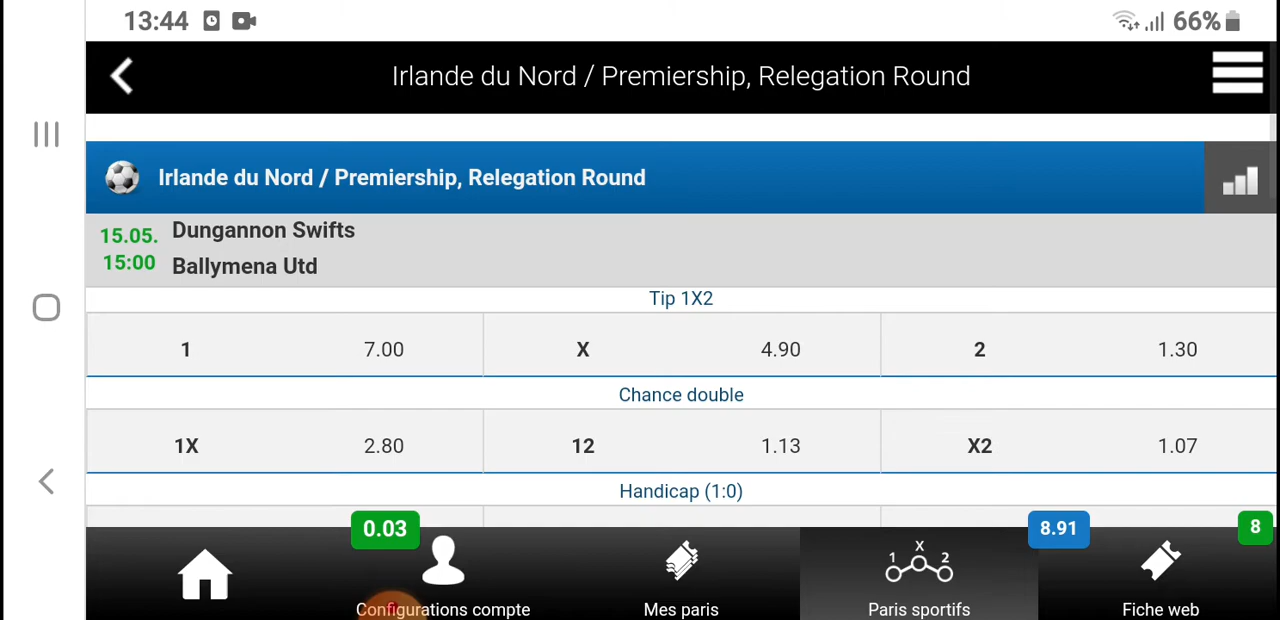 13:44 66%
Irlande du Nord / Premiership, Relegation Round
Irlande du Nord / Premiership, Relegation Round
15.05. Dungannon Swifts
15:00 Ballymena Utd
Tip 1X2
1 7.00 X 4.90 2 1.30
Chance double
1X 2.80 12 1.13 X2 1.07
Handicap (1:0)
0.03 8.91 8
1 X 2
Configurations compte Mes paris Paris sportifs Fiche web